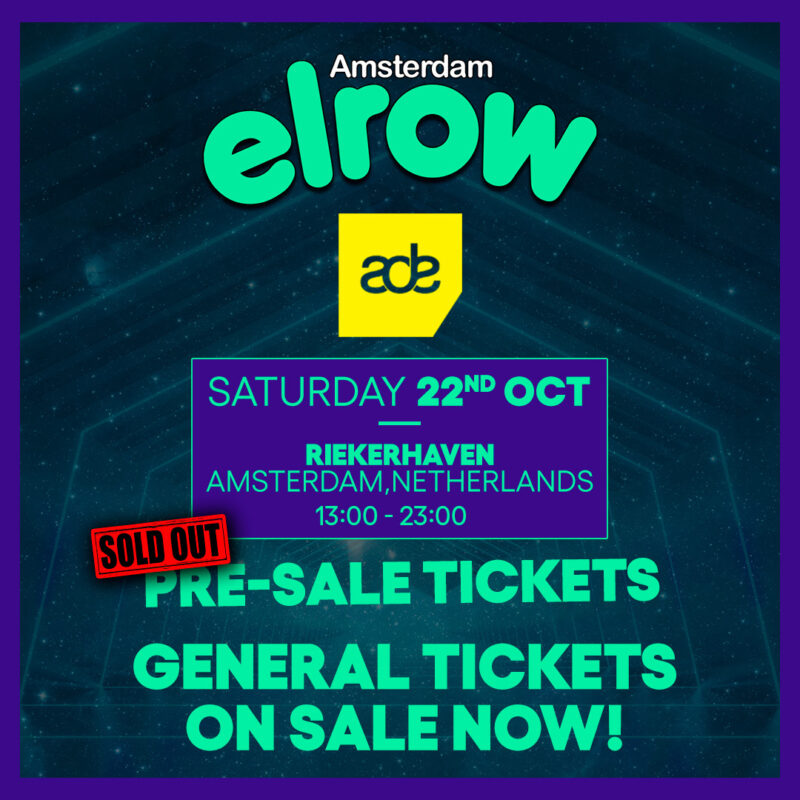 Amsterdam
elrow
ade
SATURDAY 22ND OCT
RIEKERHAVEN
AMSTERDAM,NETHERLANDS
13:00 - 23:00
SOLD OUT
PRE-SALE TICKETS
GENERAL TICKETS
ON SALE NOW!